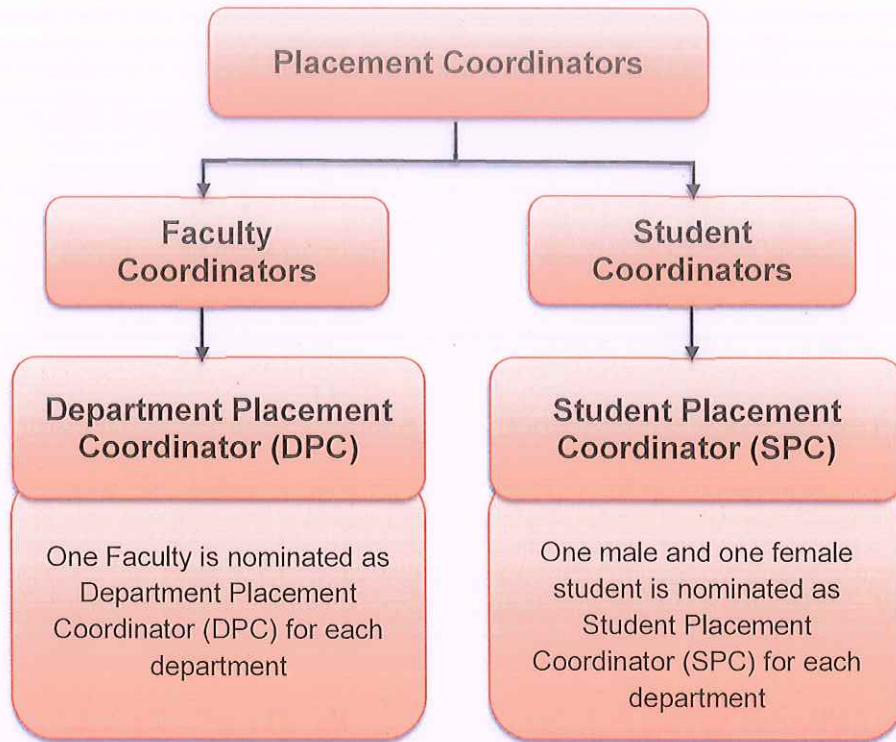 Placement Coordinators
Faculty
Coordinators
Student
Coordinators
Department Placement
Coordinator (DPC)
Student Placement
Coordinator (SPC)
One Faculty is nominated as
Department Placement
Coordinator (DPC) for each
department
One male and one female
student is nominated as
Student Placement
Coordinator (SPC) for each
department